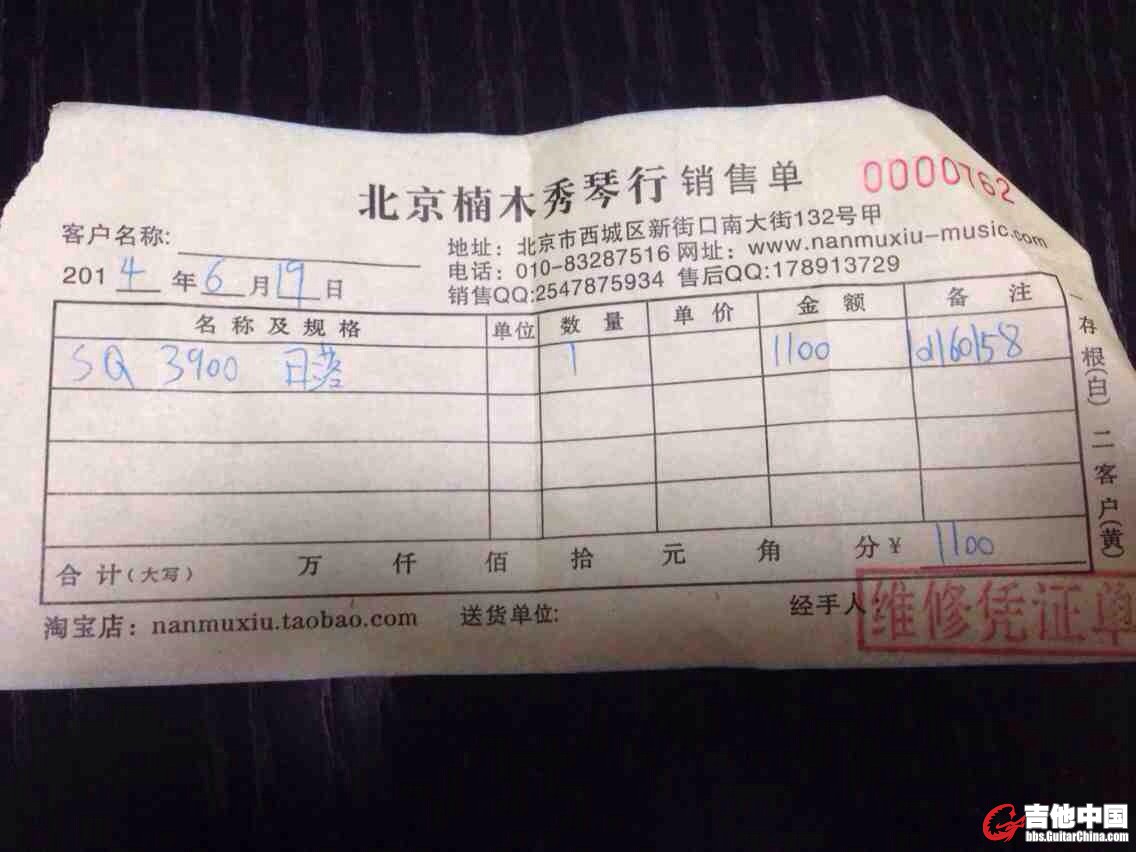 北京楠木秀琴行 销售单
0000762
客户名称:
地址：北京市西城区新街口南大街132号甲
2014年6月19日
电话：010-83287516 网址：www.nanmuxiu-music.com
销售QQ:2547875934 售后QQ:178913729
名称及规格 单位 数量 单价 金额 备注
SQ 3900 日落 1 1100 d160158
合计(大写) 万 仟 佰 拾 元 角 分¥ 1100
淘宝店：nanmuxiu.taobao.com 送货单位: 经手人:
维修凭证单
一存根(白) 二客户(黄)
吉他中国
bbs.GuitarChina.com